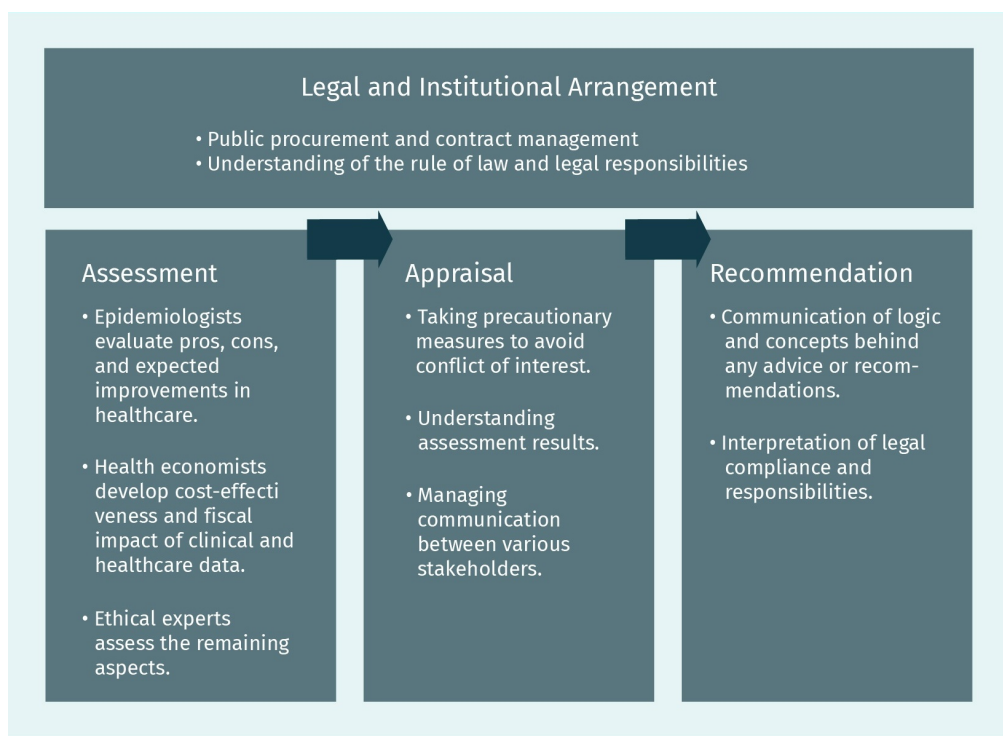 Legal and Institutional Arrangement
• Public procurement and contract management
• Understanding of the rule of law and legal responsibilities
Assessment
• Epidemiologists
evaluate pros, cons,
and expected
improvements in
healthcare.
• Health economists
develop cost-effecti
veness and fiscal
impact of clinical and
healthcare data.
• Ethical experts
assess the remaining
aspects.
Appraisal
• Taking precautionary
measures to avoid
conflict of interest.
• Understanding
assessment results.
• Managing
communication
between various
stakeholders.
Recommendation
• Communication of logic
and concepts behind
any advice or recom-
mendations.
• Interpretation of legal
compliance and
responsibilities.